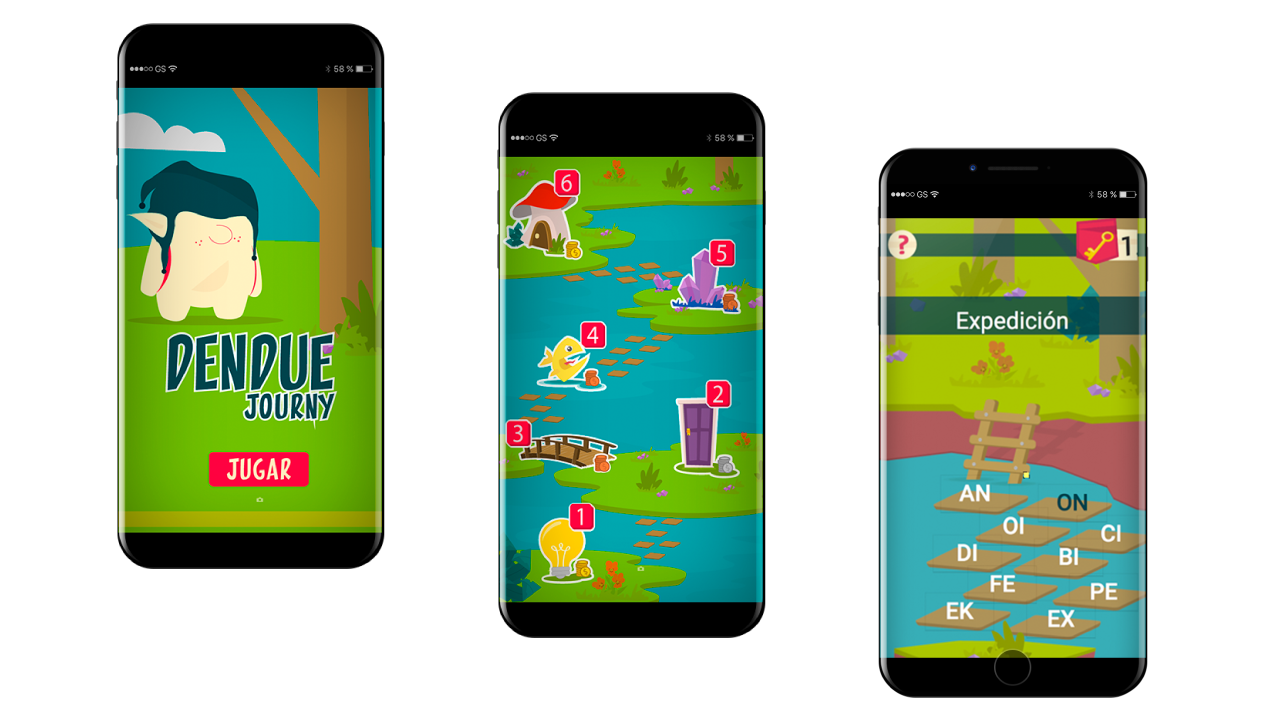 GS 58 %
DENDUE
JOURNY
JUGAR
GS 58 %
6
5
4
2
3
1
GS 58 %
? 1
Expedición
AN ON
OI CI
DI BI
FE PE
EK EX